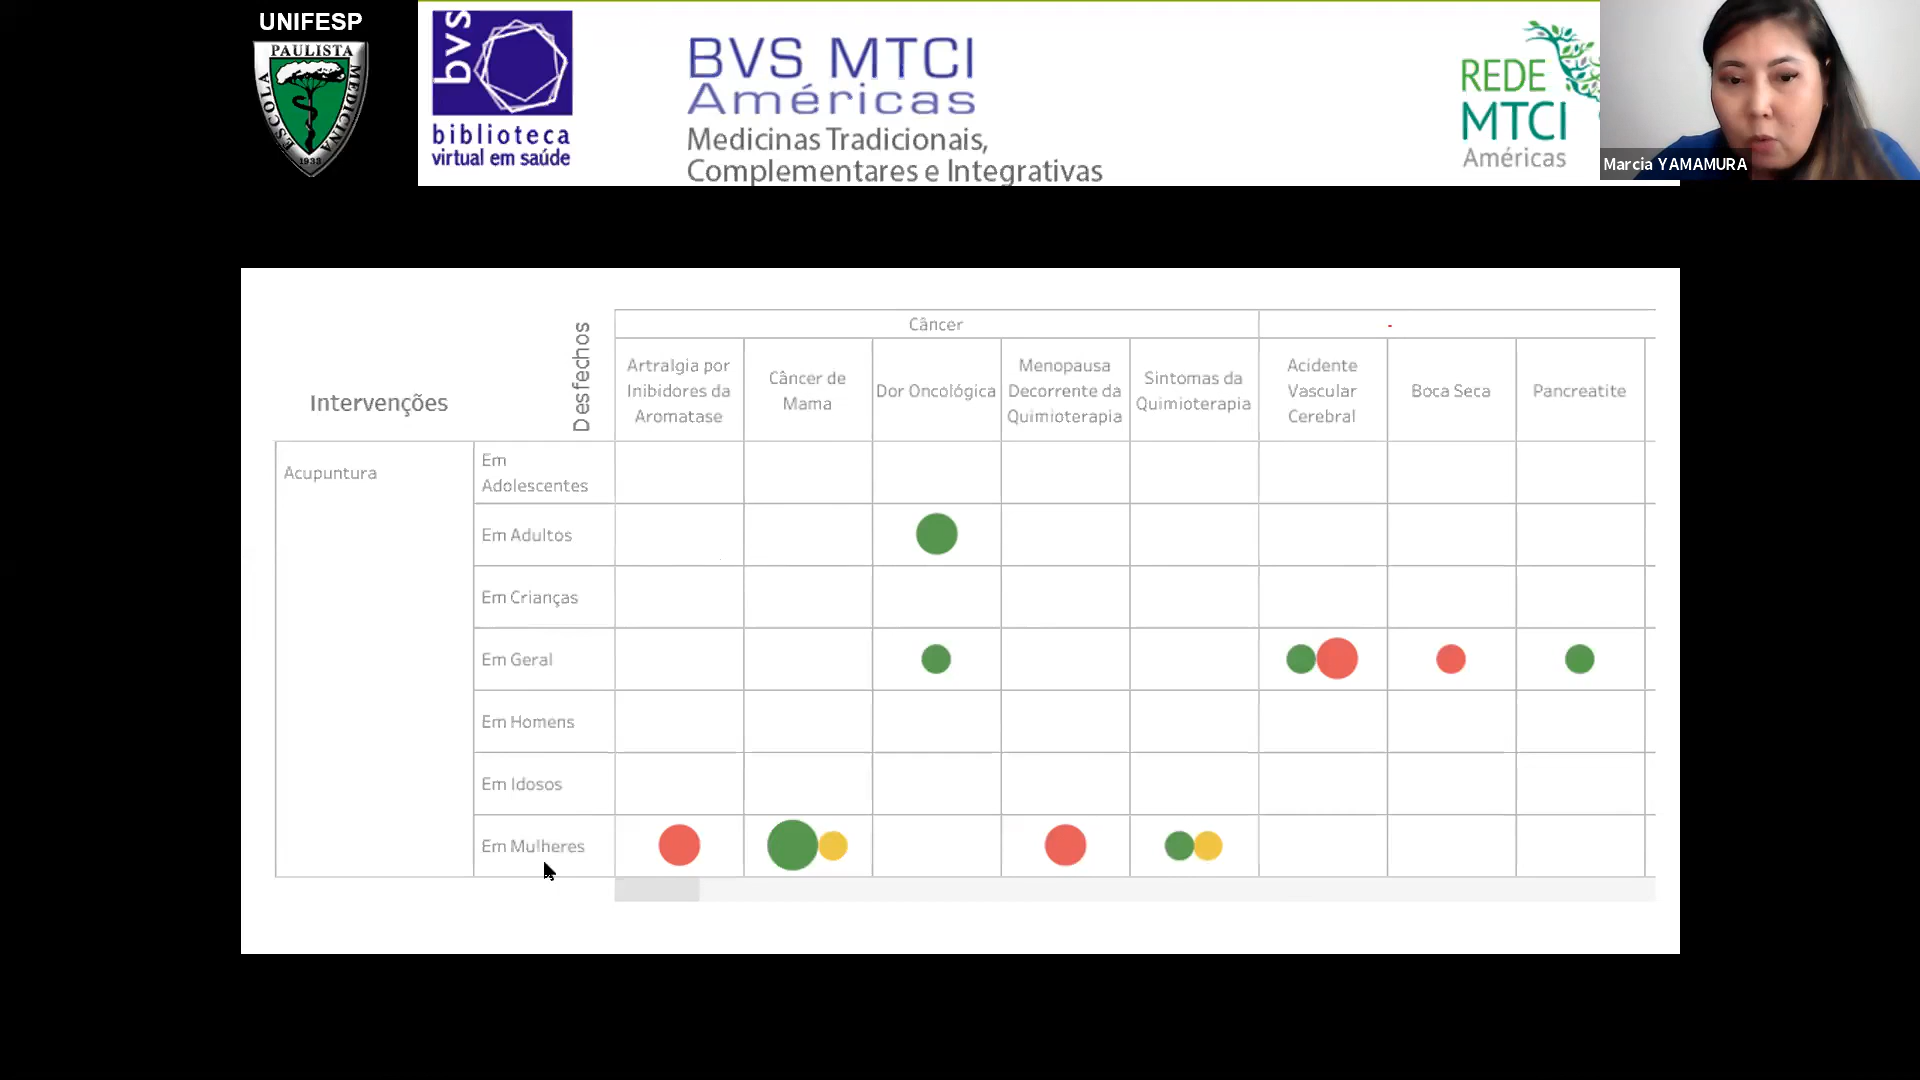 UNIFESP
ESCOLA PAULISTA MEDICINA
1933
bvs
biblioteca
virtual em saúde
BVS MTCI
Américas
Medicinas Tradicionais,
Complementares e Integrativas
REDE
MTCI
Américas
Marcia YAMAMURA
Intervenções
Desfechos
Câncer
-
Artralgia por
Inibidores da
Aromatase
Câncer de
Mama
Dor Oncológica
Menopausa
Decorrente da
Quimioterapia
Sintomas da
Quimioterapia
Acidente
Vascular
Cerebral
Boca Seca
Pancreatite
Acupuntura
Em
Adolescentes
Em Adultos
Em Crianças
Em Geral
Em Homens
Em Idosos
Em Mulheres